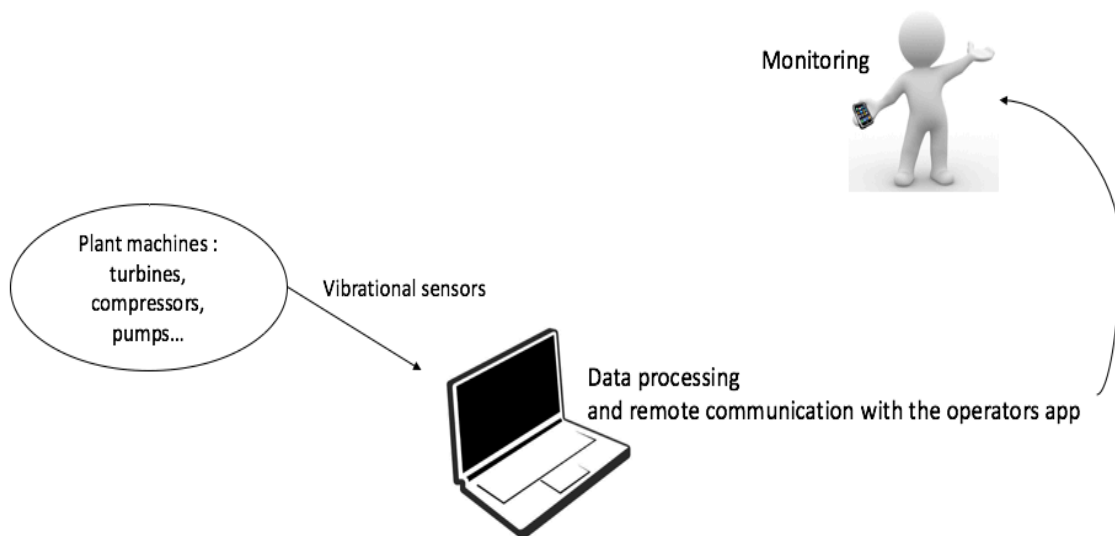 Monitoring
Plant machines :
turbines,
compressors,
pumps...
Vibrational sensors
Data processing
and remote communication with the operators app